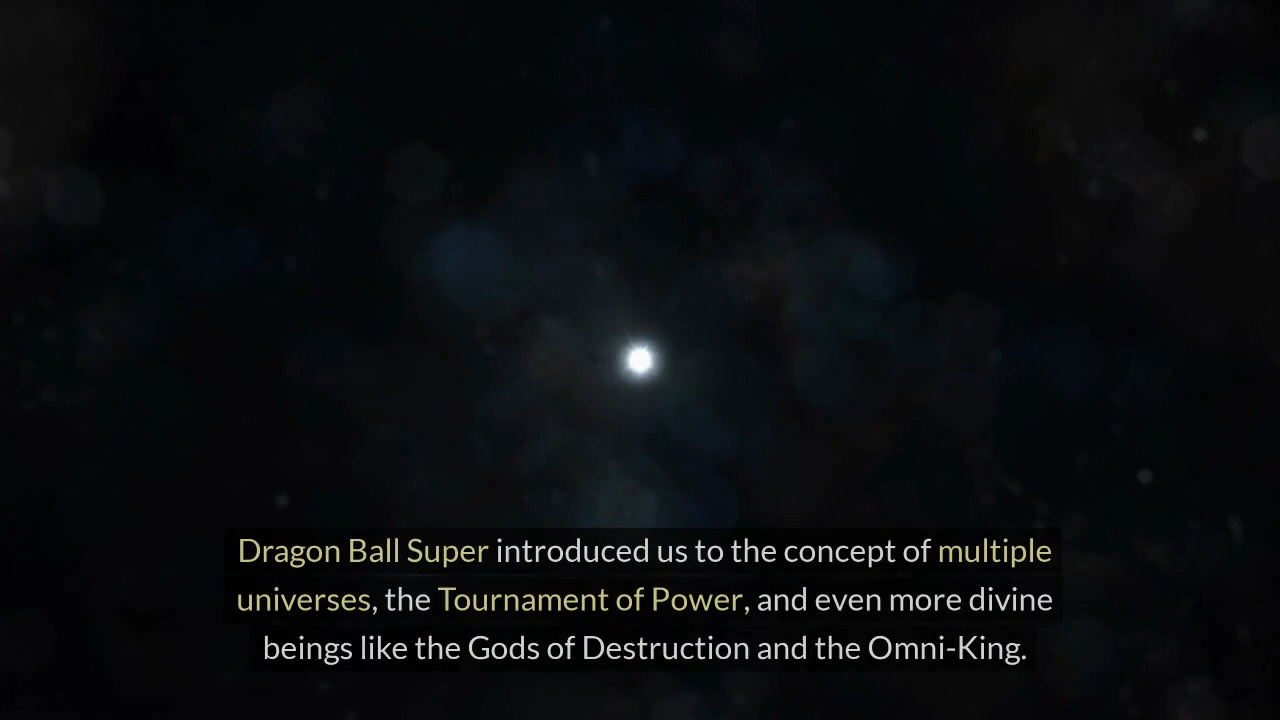 Dragon Ball Super introduced us to the concept of multiple
universes, the Tournament of Power, and even more divine
beings like the Gods of Destruction and the Omni-King.